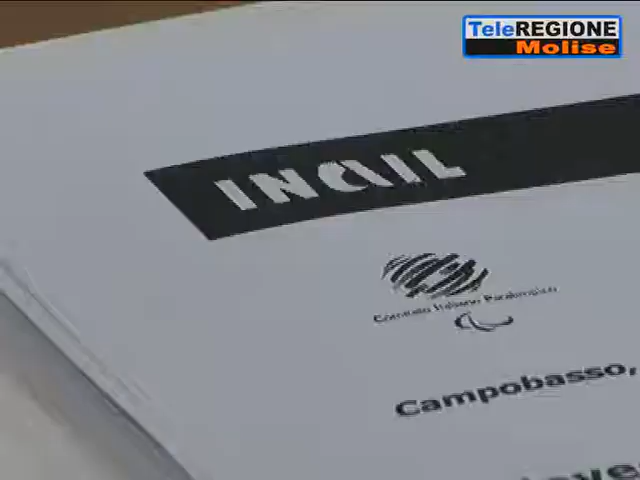 TeleREGIONE
Molise
INAIL
Comitato Italiano Paralimpico
Campobasso,